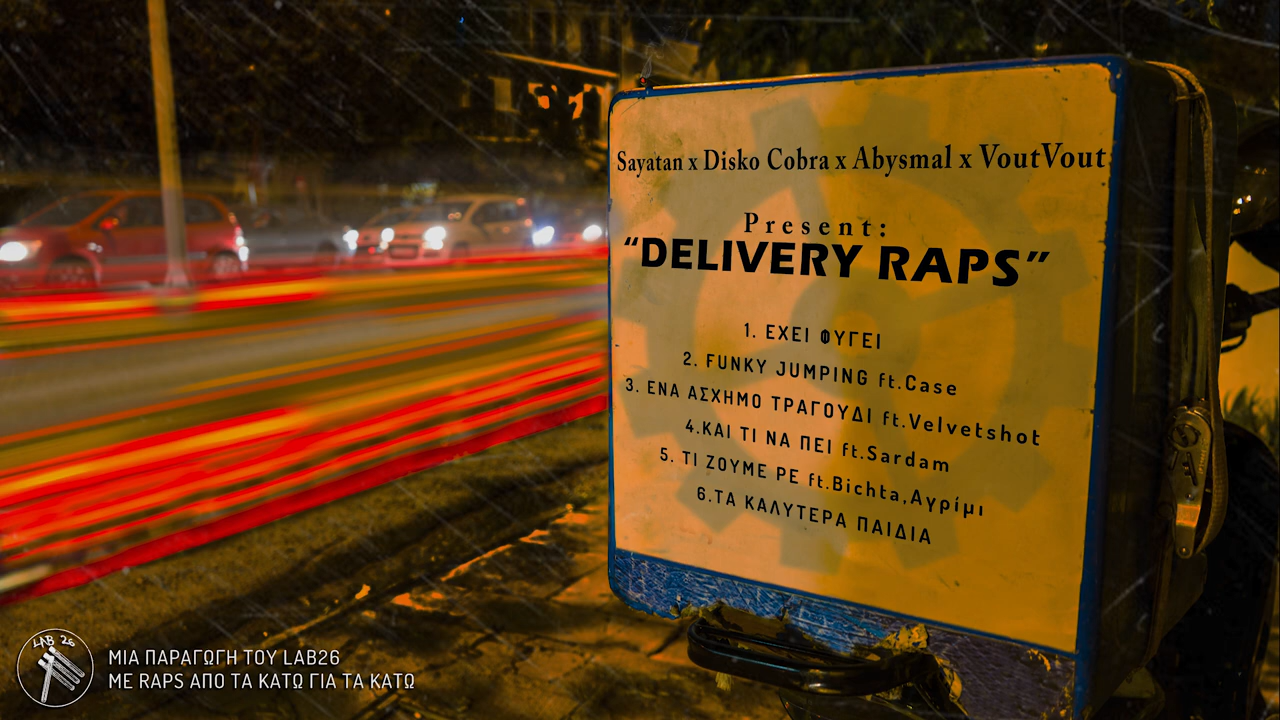 Sayatan x Disko Cobra x Abysmal x VoutVout
Present:
“DELIVERY RAPS”
1. ΕΧΕΙ ΦΥΓΕΙ
2. FUNKY JUMPING ft.Case
3. ΕΝΑ ΑΣΧΗΜΟ ΤΡΑΓΟΥΔΙ ft.Velvetshot
4.ΚΑΙ ΤΙ ΝΑ ΠΕΙ ft.Sardam
5. ΤΙ ΖΟΥΜΕ ΡΕ ft.Bichta,Αγρίμι
6.ΤΑ ΚΑΛΥΤΕΡΑ ΠΑΙΔΙΑ
LAB 26
ΜΙΑ ΠΑΡΑΓΩΓΗ ΤΟΥ LAB26
ΜΕ RAPS ΑΠΟ ΤΑ ΚΑΤΩ ΓΙΑ ΤΑ ΚΑΤΩ